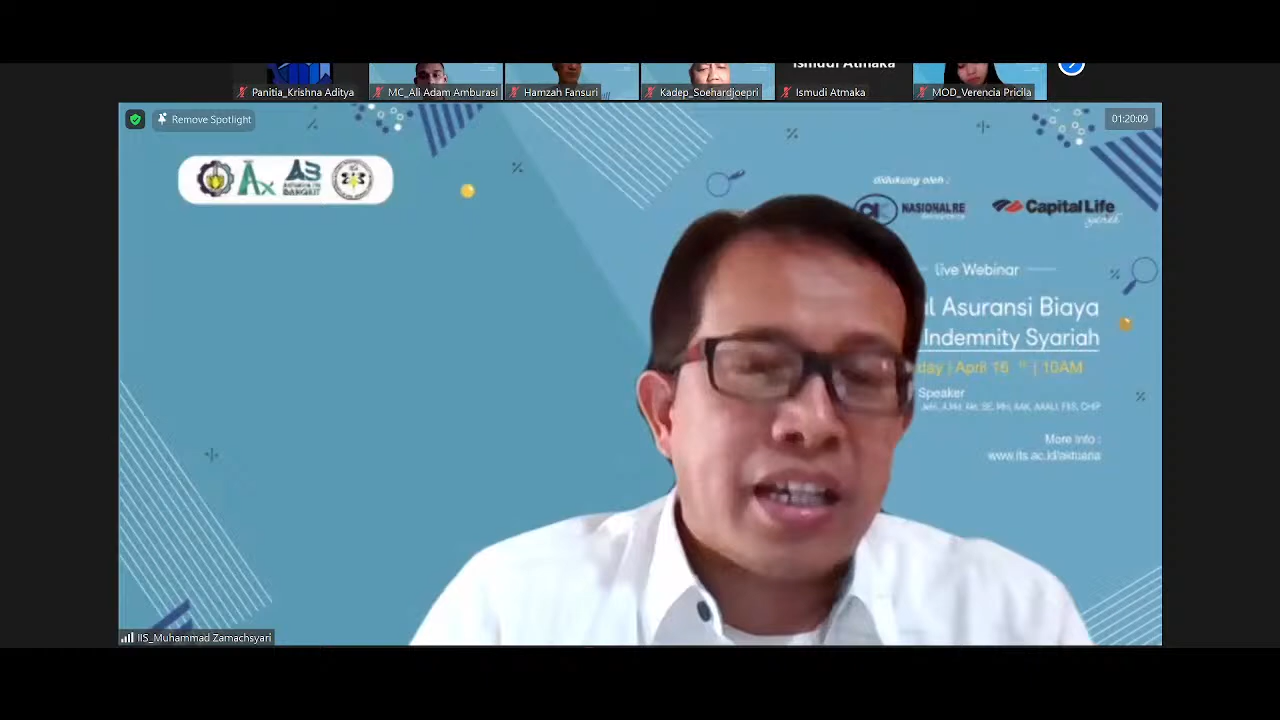 Ismudi Atmaka
Panitia_Krishna Aditya
MC_Ali Adam Amburasi
Hamzah Fansuri
Kadep_Soehardjoepri
Ismudi Atmaka
MOD_Verencia Pricila
Remove Spotlight
01:20:09
didukung oleh :
NASIONALRE
CapitalLife
syariah
Live Webinar
l Asuransi Biaya
Indemnity Syariah
day | April 16 | 10AM
Speaker
More info :
www.its.ac.id/aktuaria
IIS_Muhammad Zamachsyari